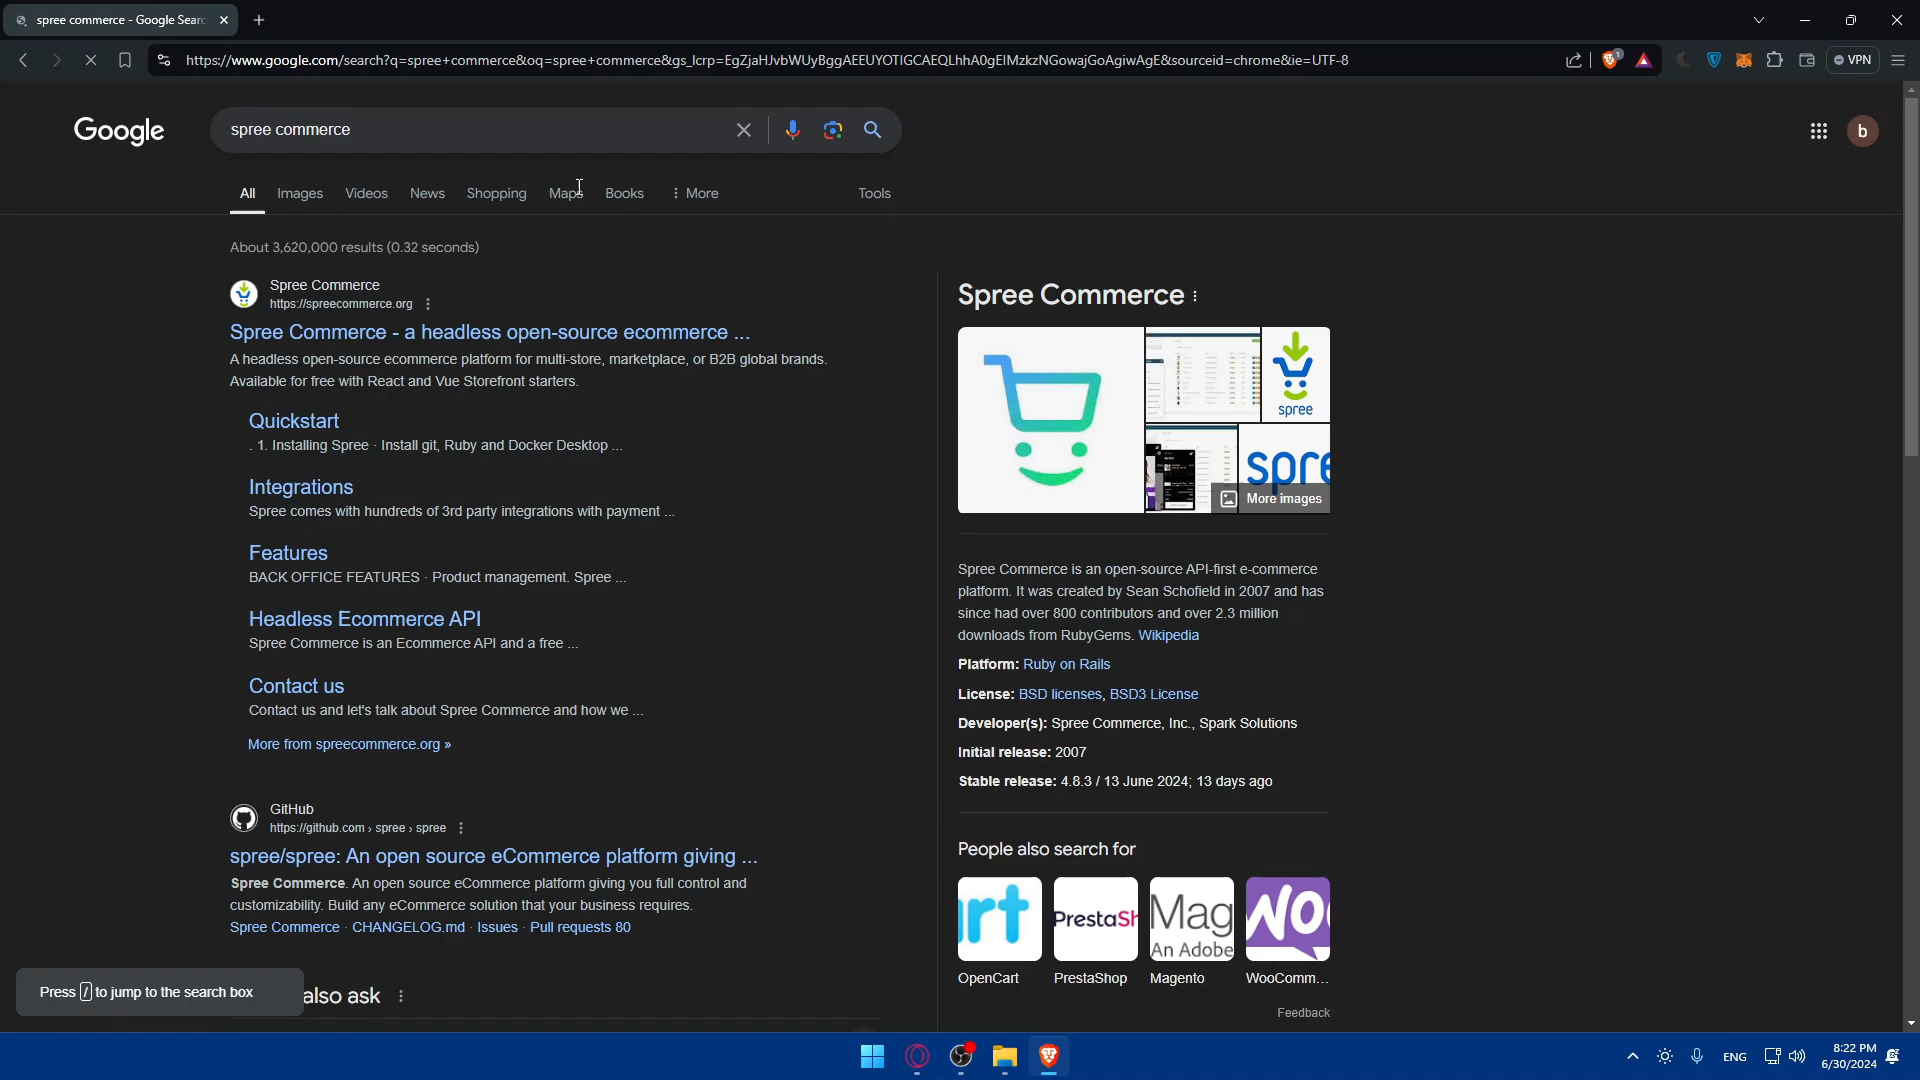 spree commerce - Google Sear
https://www.google.com/search?q=spree+commerce&oq=spree+commerce&gs_lcrp=EgZjaHJvbWUyBggAEEUYOTIGCAEQLhhA0gEIMzkzNGowajGoAgiwAgE&sourceid=chrome&ie=UTF-8
1
VPN
Google
spree commerce
b
All Images Videos News Shopping Maps Books More Tools
About 3,620,000 results (0.32 seconds)
Spree Commerce
https://spreecommerce.org
Spree Commerce - a headless open-source ecommerce ...
A headless open-source ecommerce platform for multi-store, marketplace, or B2B global brands.
Available for free with React and Vue Storefront starters.
Quickstart
. 1. Installing Spree · Install git, Ruby and Docker Desktop ...
Integrations
Spree comes with hundreds of 3rd party integrations with payment ...
Features
BACK OFFICE FEATURES · Product management. Spree ...
Headless Ecommerce API
Spree Commerce is an Ecommerce API and a free ...
Contact us
Contact us and let's talk about Spree Commerce and how we ...
More from spreecommerce.org »
GitHub
https://github.com › spree › spree
spree/spree: An open source eCommerce platform giving ...
Spree Commerce. An open source eCommerce platform giving you full control and
customizability. Build any eCommerce solution that your business requires.
Spree Commerce · CHANGELOG.md · Issues · Pull requests 80
also ask
Press / to jump to the search box
Spree Commerce
spree
spre
More images
Spree Commerce is an open-source API-first e-commerce
platform. It was created by Sean Schofield in 2007 and has
since had over 800 contributors and over 2.3 million
downloads from RubyGems. Wikipedia
Platform: Ruby on Rails
License: BSD licenses, BSD3 License
Developer(s): Spree Commerce, Inc., Spark Solutions
Initial release: 2007
Stable release: 4.8.3 / 13 June 2024; 13 days ago
People also search for
art
PrestaSh
Mag
An Adobe
WOO
OpenCart PrestaShop Magento WooComm...
Feedback
ENG
8:22 PM
6/30/2024